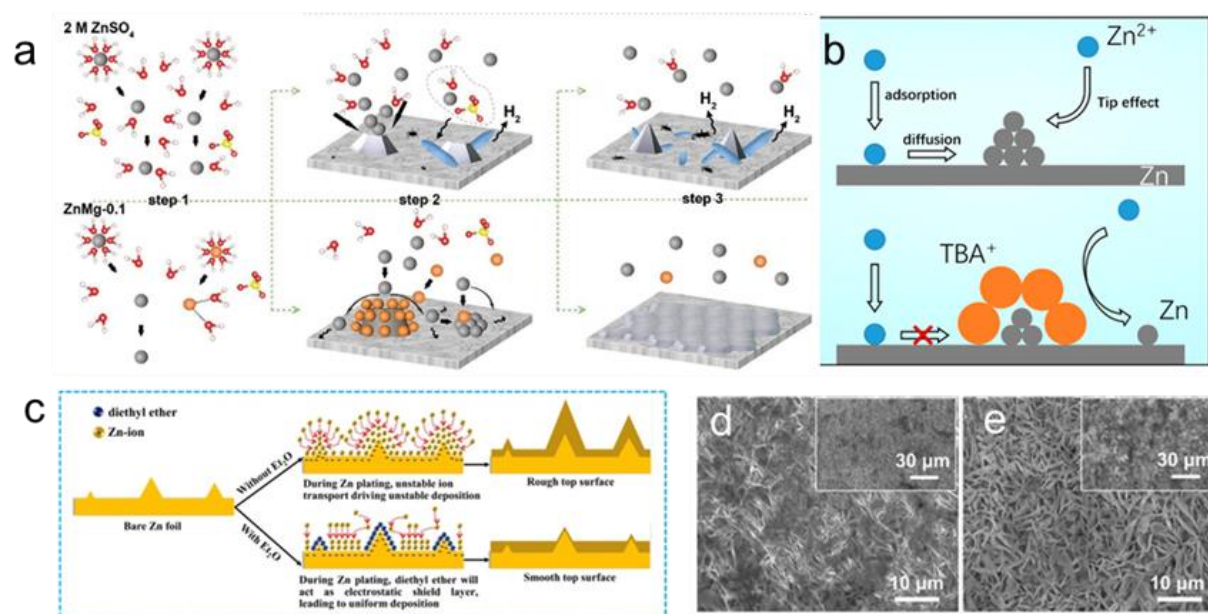 a
2 M ZnSO₄
H₂
H₂
H₂
step 1
step 2
step 3
ZnMg-0.1
b
Zn²⁺
adsorption
Tip effect
diffusion
Zn
TBA⁺
Zn
c
diethyl ether
Zn-ion
Without Et₂O
During Zn plating, unstable ion
transport driving unstable deposition
Rough top surface
Bare Zn foil
With Et₂O
During Zn plating, diethyl ether will
act as electrostatic shield layer,
leading to uniform deposition
Smooth top surface
d
30 µm
10 µm
e
30 µm
10 µm